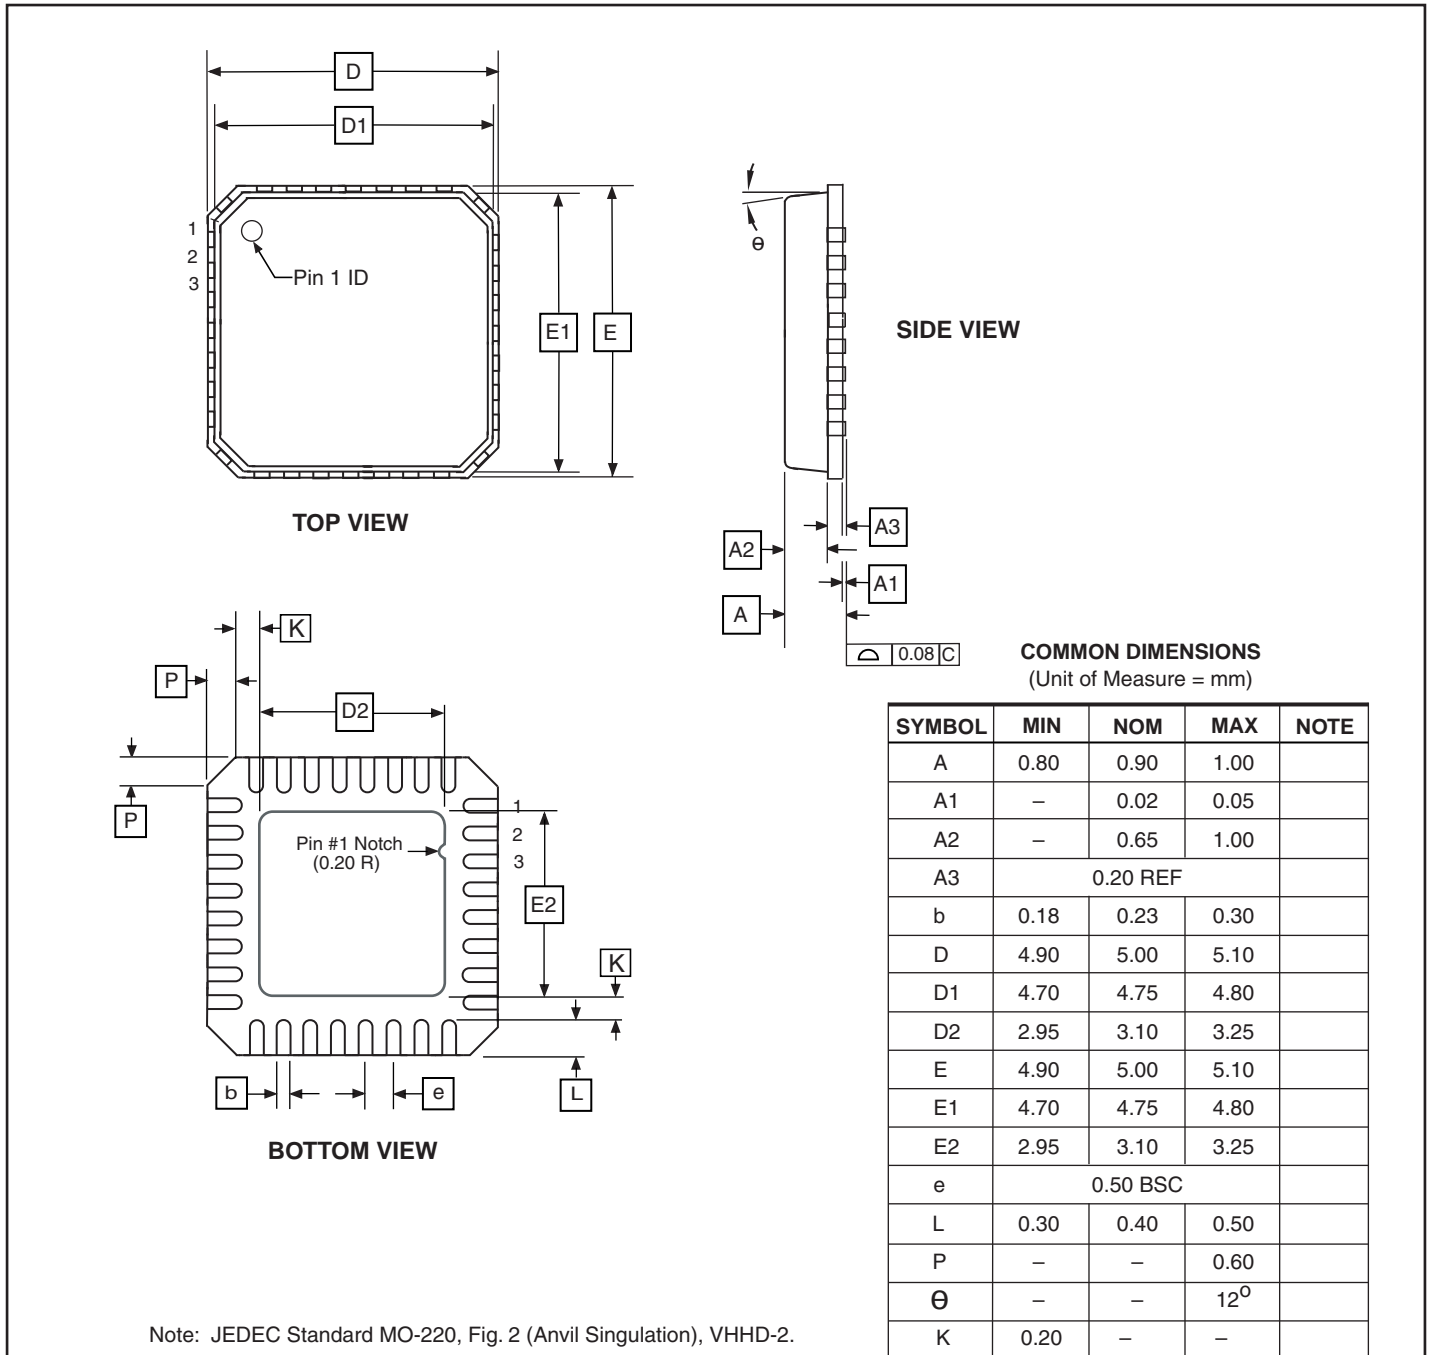 D
D1
1
2
3
Pin 1 ID
E1
E
TOP VIEW
θ
SIDE VIEW
A3
A2
A1
A
0.08 C
K
P
D2
P
Pin #1 Notch
(0.20 R)
1
2
3
E2
K
b
e
L
BOTTOM VIEW
COMMON DIMENSIONS
(Unit of Measure = mm)
SYMBOL MIN NOM MAX NOTE
A 0.80 0.90 1.00
A1 – 0.02 0.05
A2 – 0.65 1.00
A3 0.20 REF
b 0.18 0.23 0.30
D 4.90 5.00 5.10
D1 4.70 4.75 4.80
D2 2.95 3.10 3.25
E 4.90 5.00 5.10
E1 4.70 4.75 4.80
E2 2.95 3.10 3.25
e 0.50 BSC
L 0.30 0.40 0.50
P – – 0.60
θ – – 12º
K 0.20 – –
Note: JEDEC Standard MO-220, Fig. 2 (Anvil Singulation), VHHD-2.